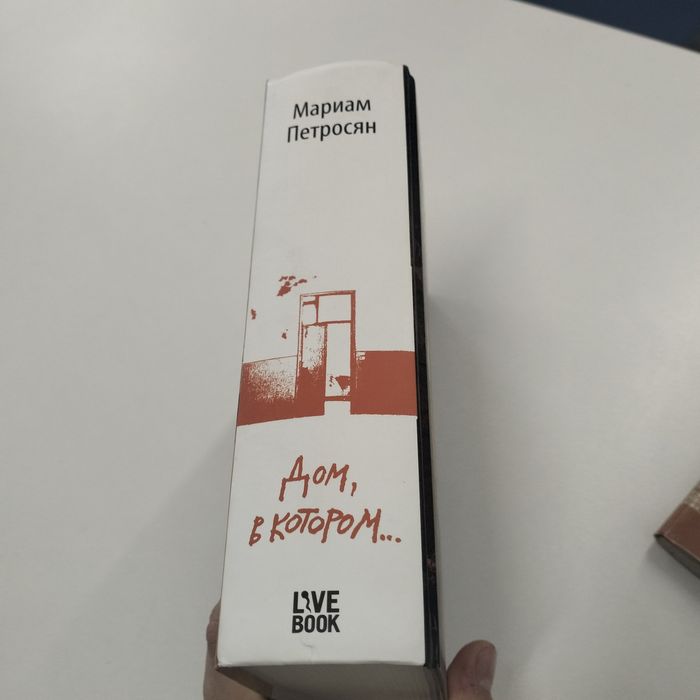 Мариам
Петросян
Дом,
в котором...
LIVE
BOOK